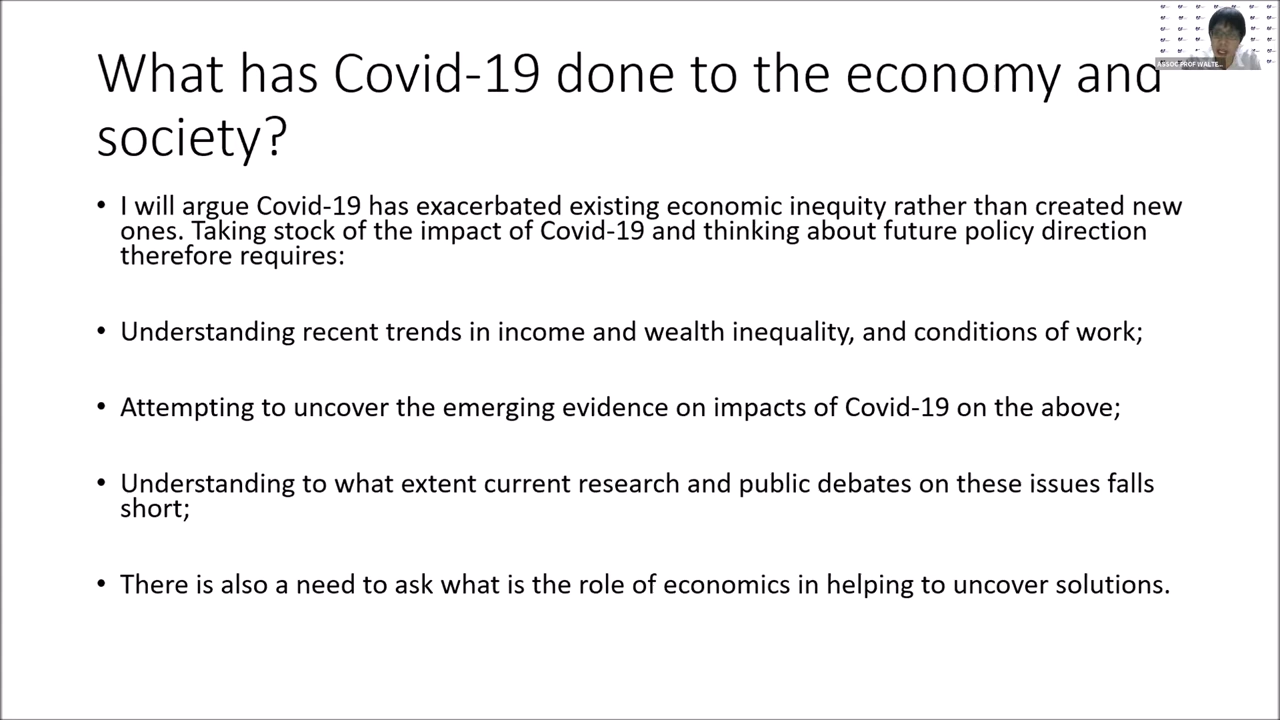 What has Covid-19 done to the economy and
society?
ASSOC PROF WALTE...
• I will argue Covid-19 has exacerbated existing economic inequity rather than created new
ones. Taking stock of the impact of Covid-19 and thinking about future policy direction
therefore requires:
• Understanding recent trends in income and wealth inequality, and conditions of work;
• Attempting to uncover the emerging evidence on impacts of Covid-19 on the above;
• Understanding to what extent current research and public debates on these issues falls
short;
• There is also a need to ask what is the role of economics in helping to uncover solutions.